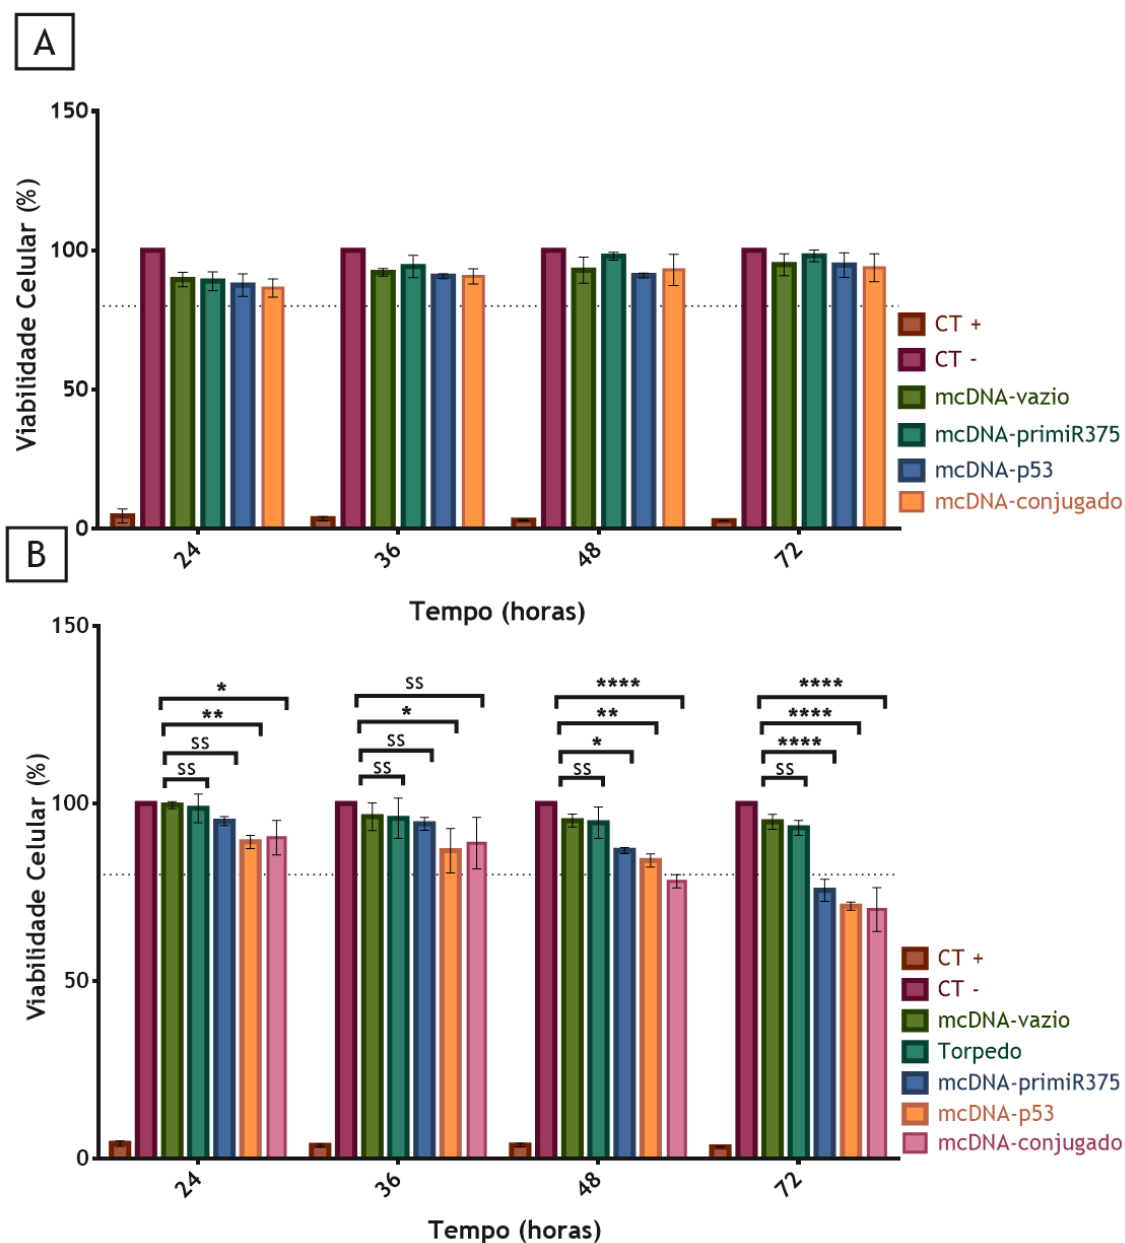 A
150
100
50
0
Viabilidade Celular (%)
24
36
48
72
Tempo (horas)
CT +
CT -
mcDNA-vazio
mcDNA-primiR375
mcDNA-p53
mcDNA-conjugado
B
150
100
50
0
Viabilidade Celular (%)
*
**
ss
ss
ss
*
ss
ss
****
**
*
ss
****
****
****
ss
24
36
48
72
Tempo (horas)
CT +
CT -
mcDNA-vazio
Torpedo
mcDNA-primiR375
mcDNA-p53
mcDNA-conjugado